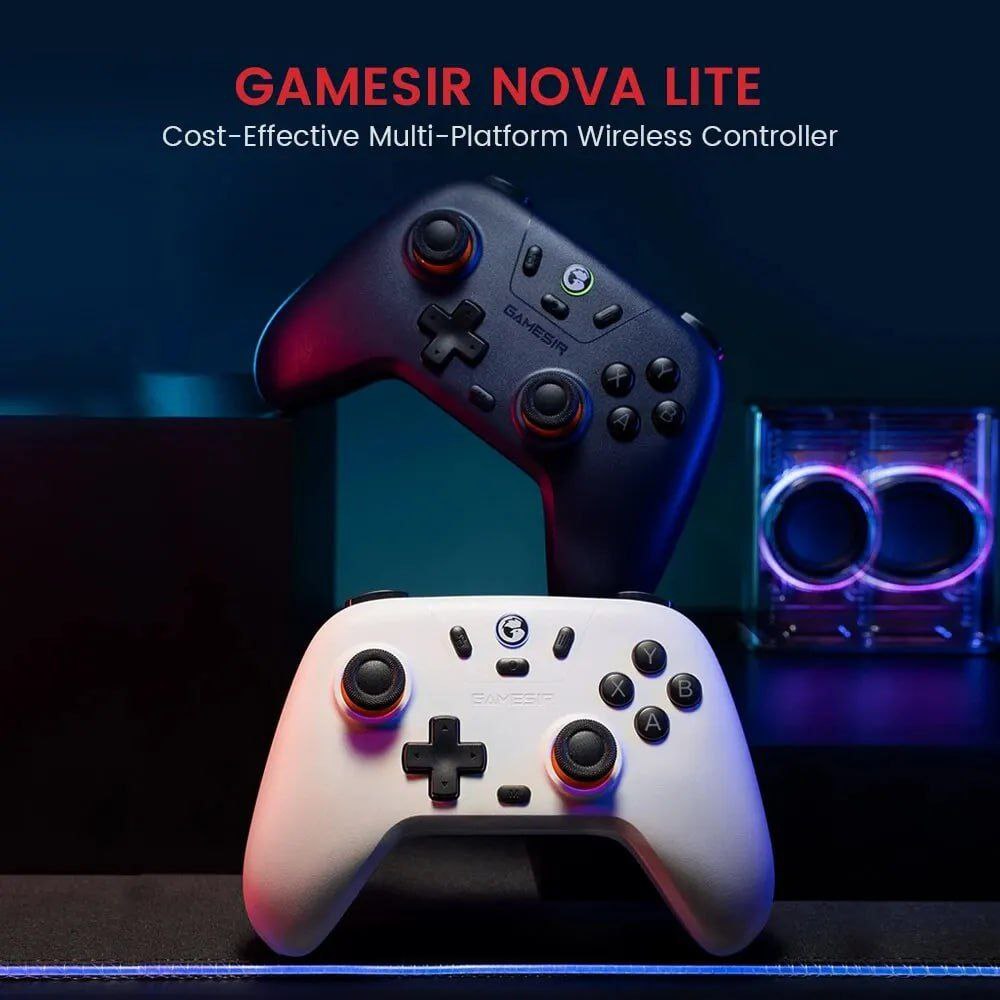 GAMESIR NOVA LITE
Cost-Effective Multi-Platform Wireless Controller
GAMESIR
X
Y
A
B
GAMESIR
Y
X
B
A
M